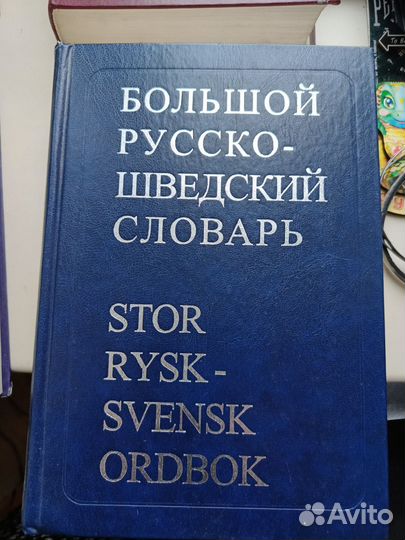 БОЛЬШОЙ
РУССКО-
ШВЕДСКИЙ
СЛОВАРЬ
STOR
RYSK-
SVENSK
ORDBOK
Avito